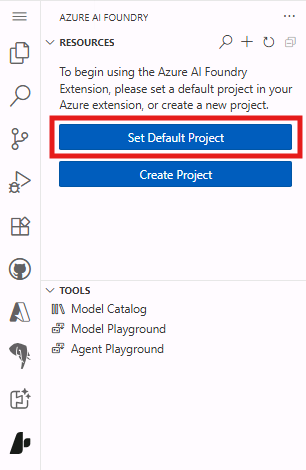 AZURE AI FOUNDRY
RESOURCES
To begin using the Azure AI Foundry
Extension, please set a default project in your
Azure extension, or create a new project.
Set Default Project
Create Project
TOOLS
Model Catalog
Model Playground
Agent Playground